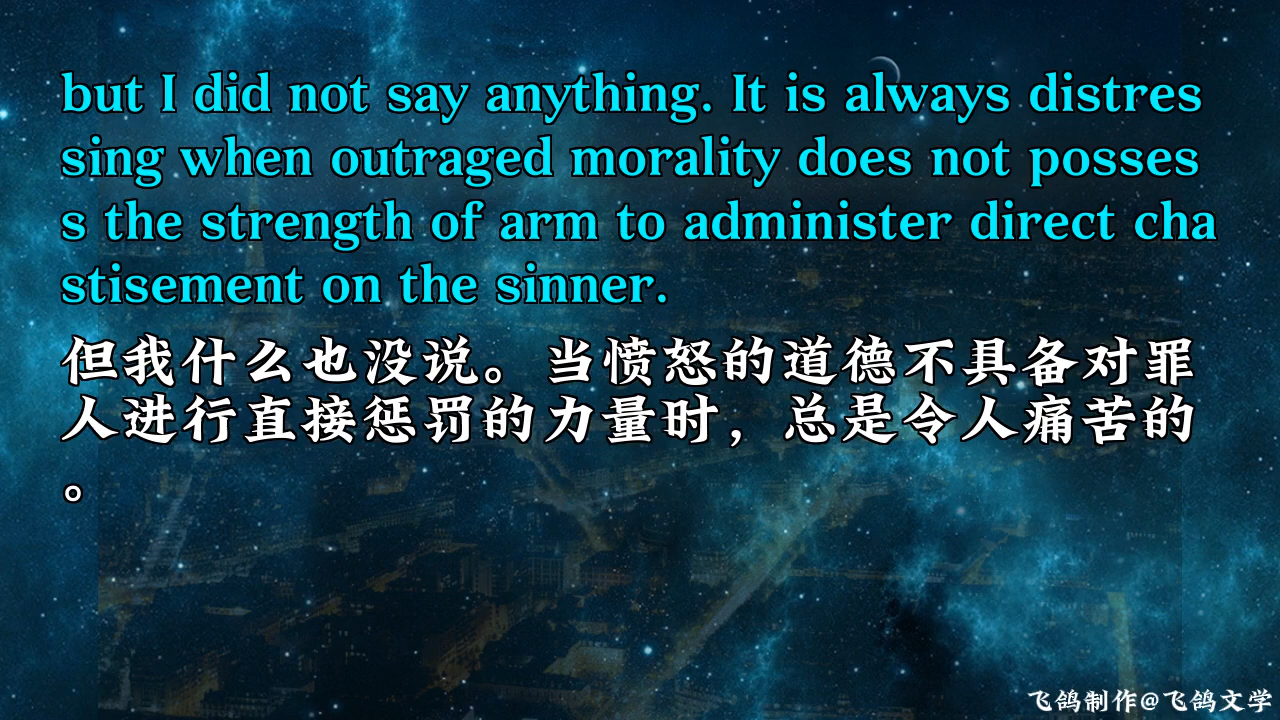 but I did not say anything. It is always distres
sing when outraged morality does not posses
s the strength of arm to administer direct cha
stisement on the sinner.
但我什么也没说。当愤怒的道德不具备对罪
人进行直接惩罚的力量时，总是令人痛苦的
。
飞鸽制作@飞鸽文学